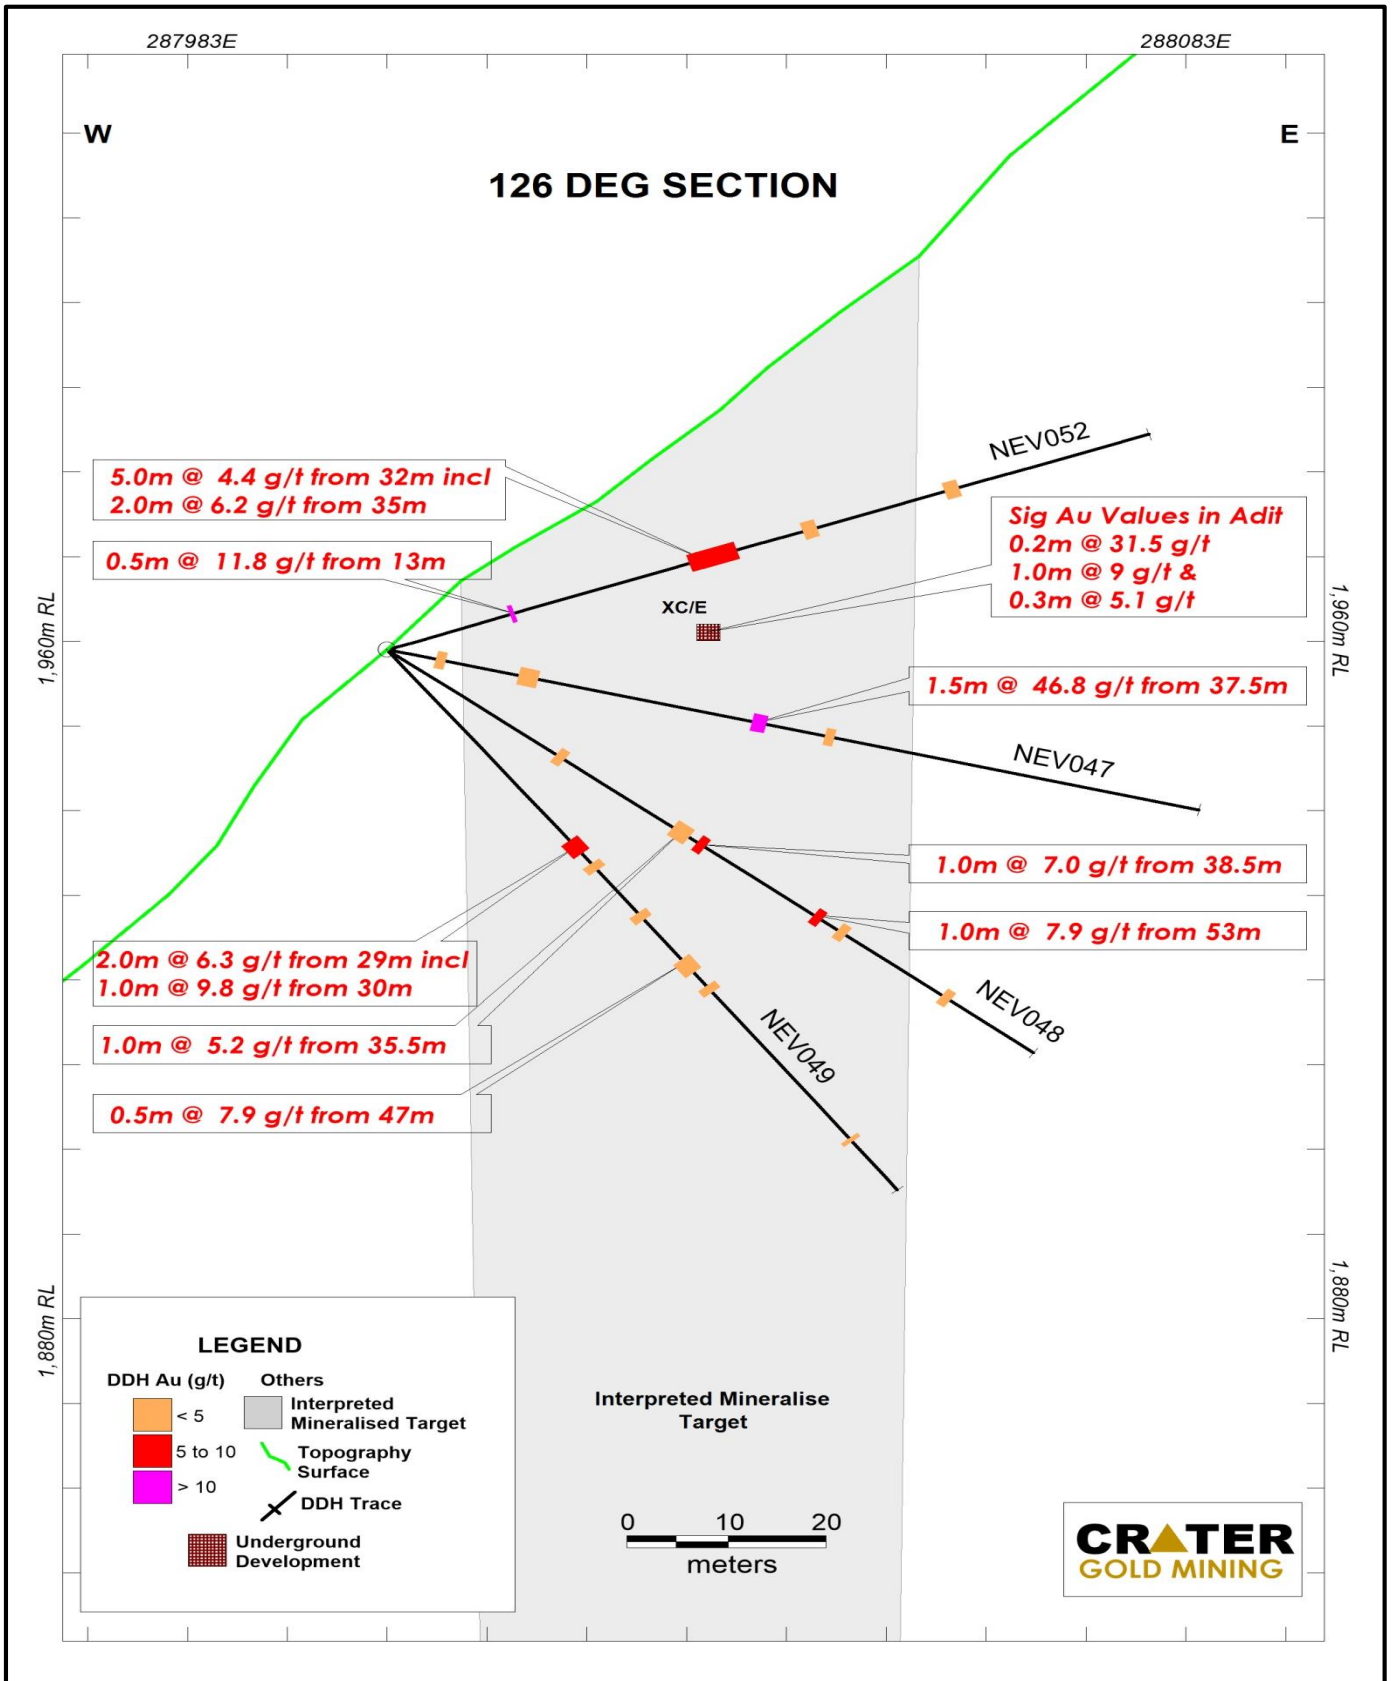 287983E
288083E
W
E
126 DEG SECTION
NEV052
5.0m @ 4.4 g/t from 32m incl
2.0m @ 6.2 g/t from 35m
Sig Au Values in Adit
0.2m @ 31.5 g/t
1.0m @ 9 g/t &
0.3m @ 5.1 g/t
0.5m @ 11.8 g/t from 13m
XC/E
1,960m RL
1,960m RL
1.5m @ 46.8 g/t from 37.5m
NEV047
1.0m @ 7.0 g/t from 38.5m
1.0m @ 7.9 g/t from 53m
2.0m @ 6.3 g/t from 29m incl
1.0m @ 9.8 g/t from 30m
NEV048
NEV049
1.0m @ 5.2 g/t from 35.5m
0.5m @ 7.9 g/t from 47m
1,880m RL
1,880m RL
LEGEND
DDH Au (g/t)
Others
< 5
Interpreted
Mineralised Target
5 to 10
Topography
Surface
> 10
DDH Trace
Underground
Development
Interpreted Mineralise
Target
0 10 20
meters
CRATER
GOLD MINING